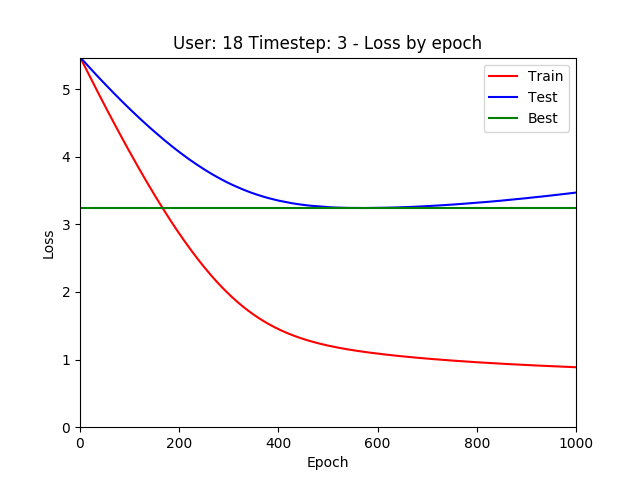 User: 18 Timestep: 3 - Loss by epoch
Train
Test
Best
5
4
3
2
1
0
Loss
0 200 400 600 800 1000
Epoch